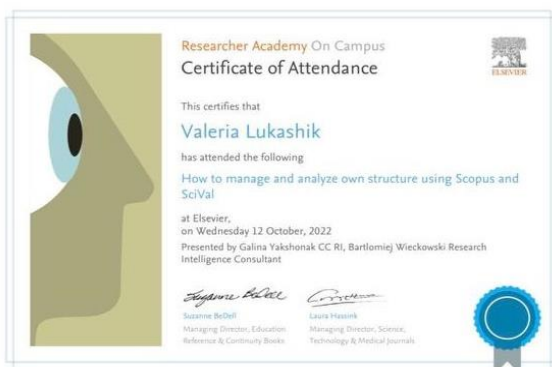 Researcher Academy On Campus
Certificate of Attendance
ELSEVIER
This certifies that
Valeria Lukashik
has attended the following
How to manage and analyze own structure using Scopus and
SciVal
at Elsevier,
on Wednesday 12 October, 2022
Presented by Galina Yakshonak CC RI, Bartlomiej Wieckowski Research
Intelligence Consultant
Suzanne BeDell
Suzanne BeDell
Laura Hassink
Managing Director, Education
Managing Director, Science,
Reference & Continuity Books
Technology & Medical Journals